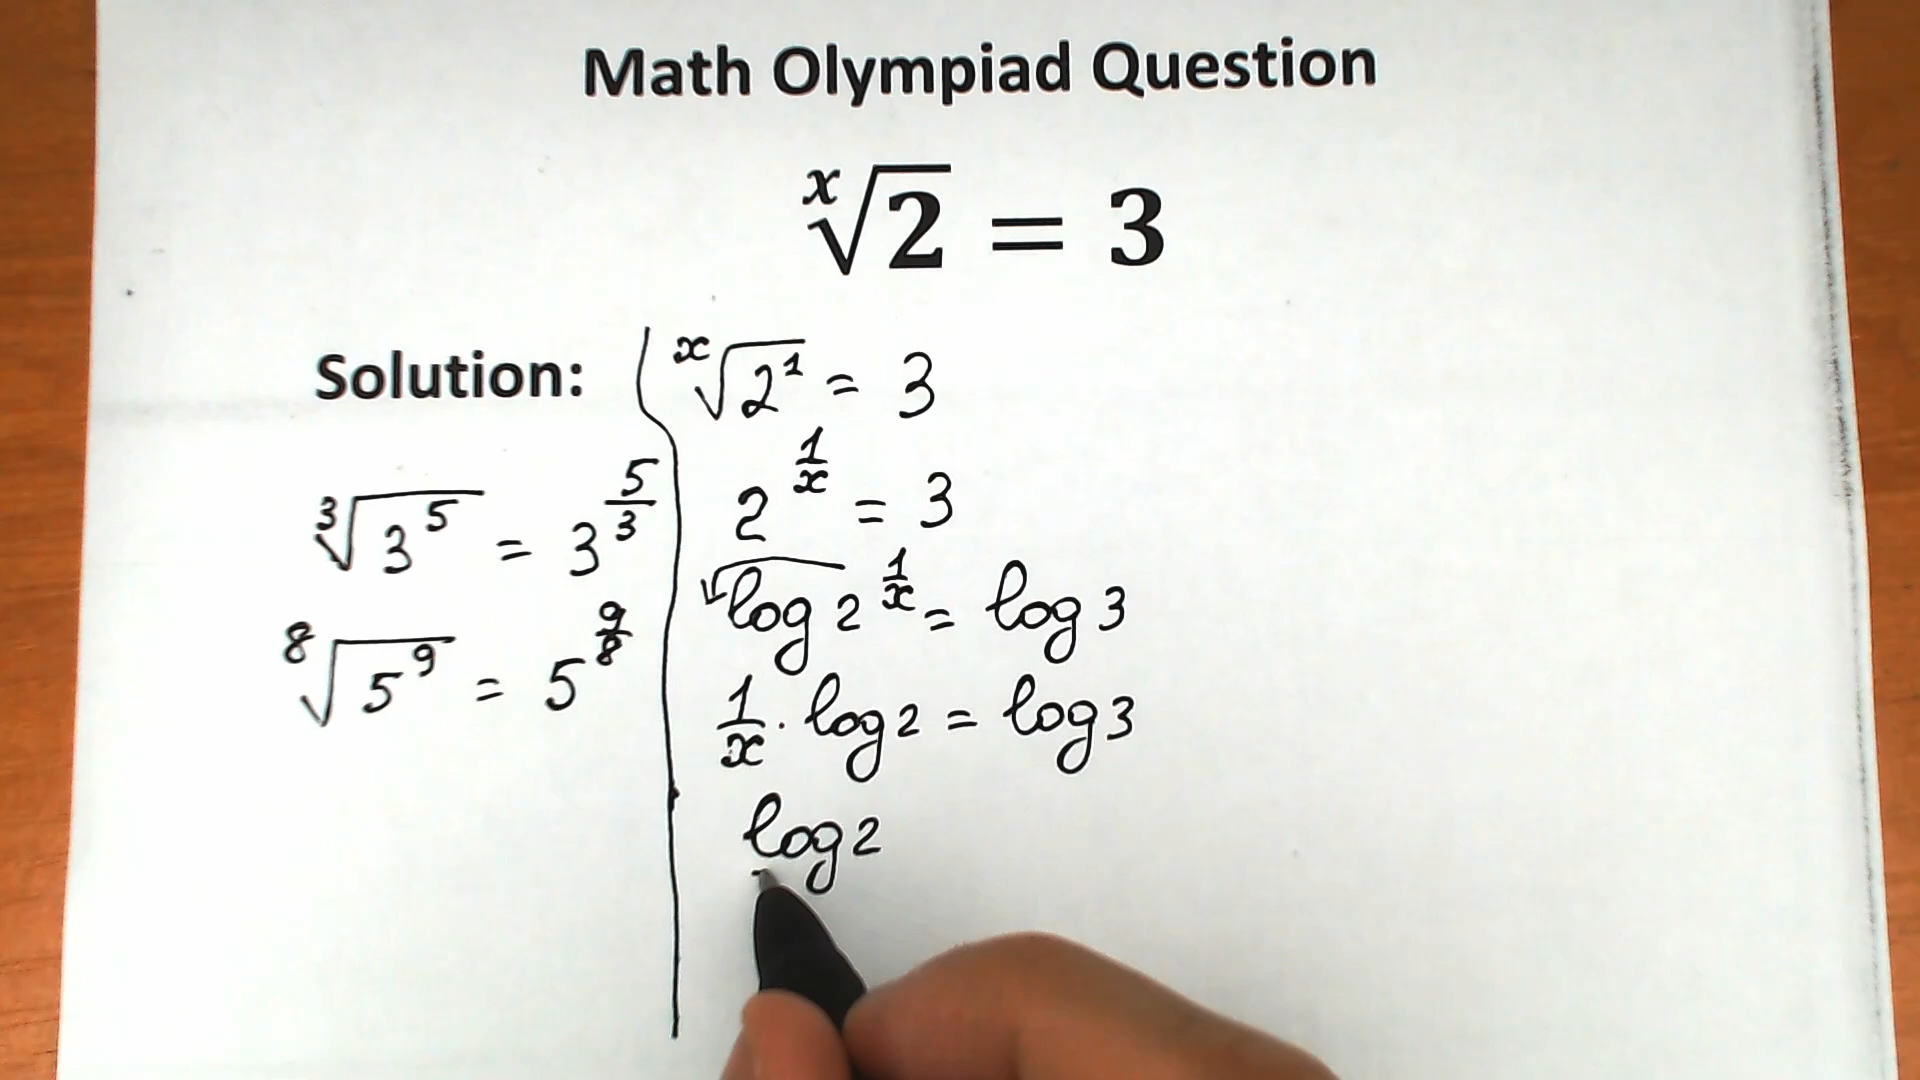 Math Olympiad Question
ˣ√2 = 3
Solution:
³√3⁵ = 3^(5/3)
⁸√5⁹ = 5^(9/8)
ˣ√2¹ = 3
2^(1/x) = 3
log 2^(1/x) = log 3
1/x · log 2 = log 3
log 2